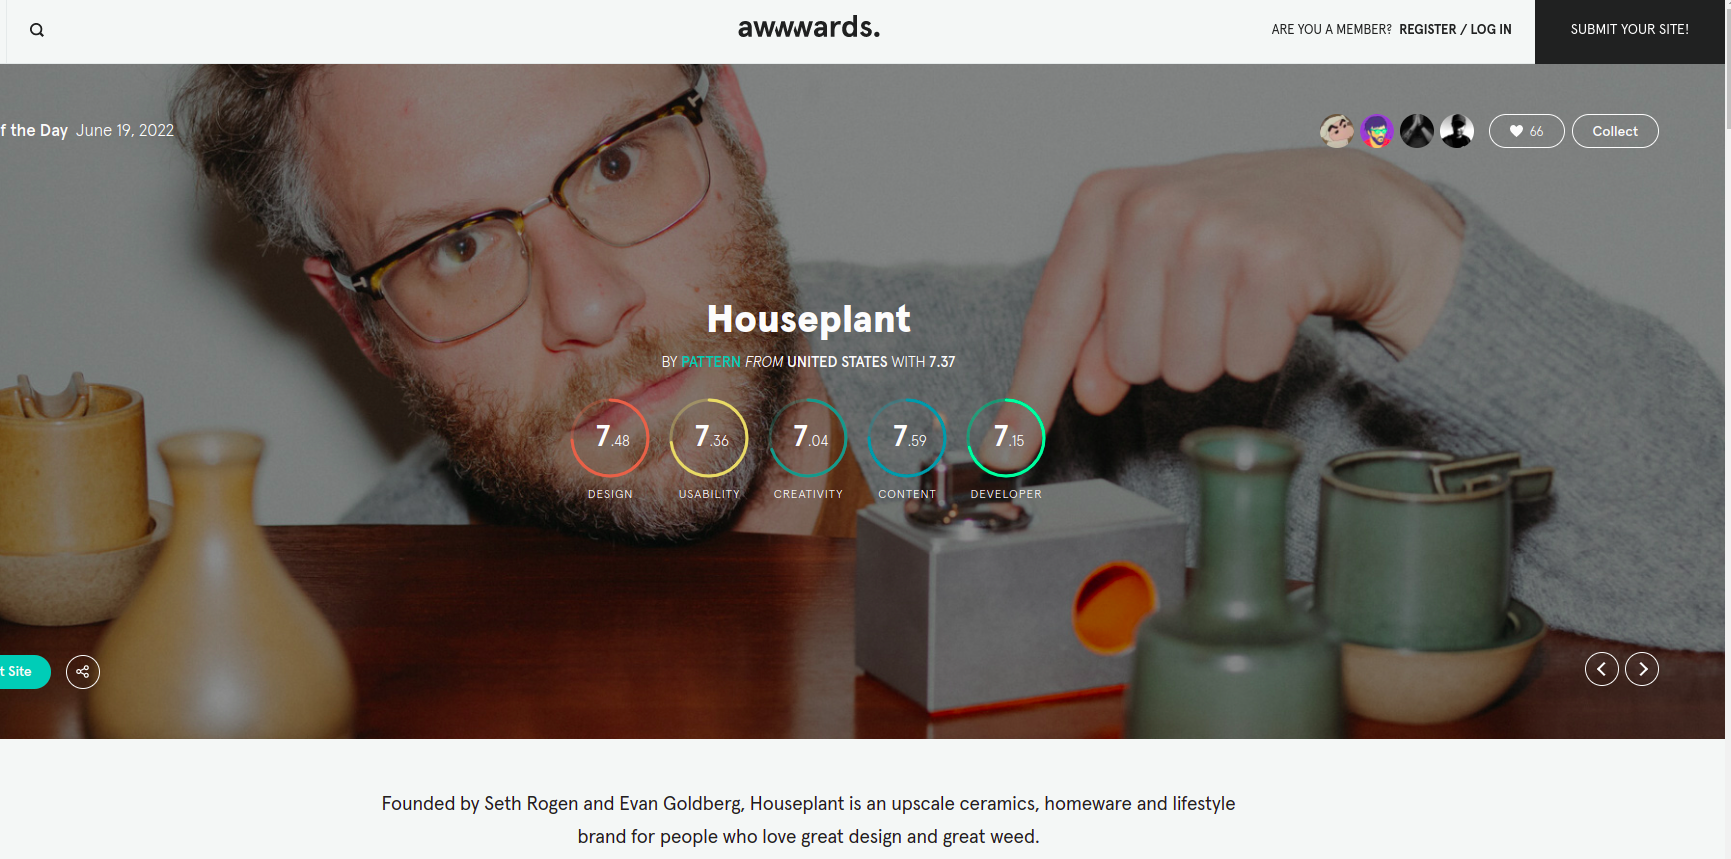 awwwards.
ARE YOU A MEMBER? REGISTER / LOG IN
SUBMIT YOUR SITE!
f the Day June 19, 2022
66
Collect
Houseplant
BY PATTERN FROM UNITED STATES WITH 7.37
7.48 7.36 7.04 7.59 7.15
DESIGN USABILITY CREATIVITY CONTENT DEVELOPER
t Site
Founded by Seth Rogen and Evan Goldberg, Houseplant is an upscale ceramics, homeware and lifestyle
brand for people who love great design and great weed.